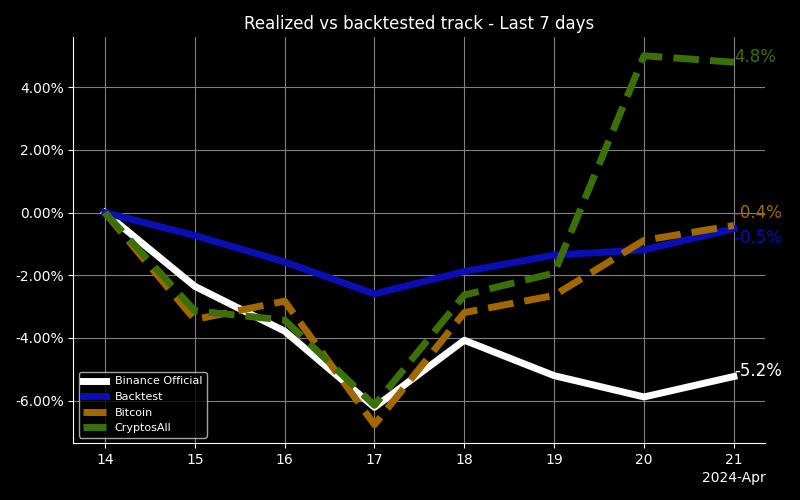 Realized vs backtested track - Last 7 days
4.00%
2.00%
0.00%
-2.00%
-4.00%
-6.00%
4.8%
-0.4%
-0.5%
-5.2%
Binance Official
Backtest
Bitcoin
CryptosAll
14 15 16 17 18 19 20 21
2024-Apr